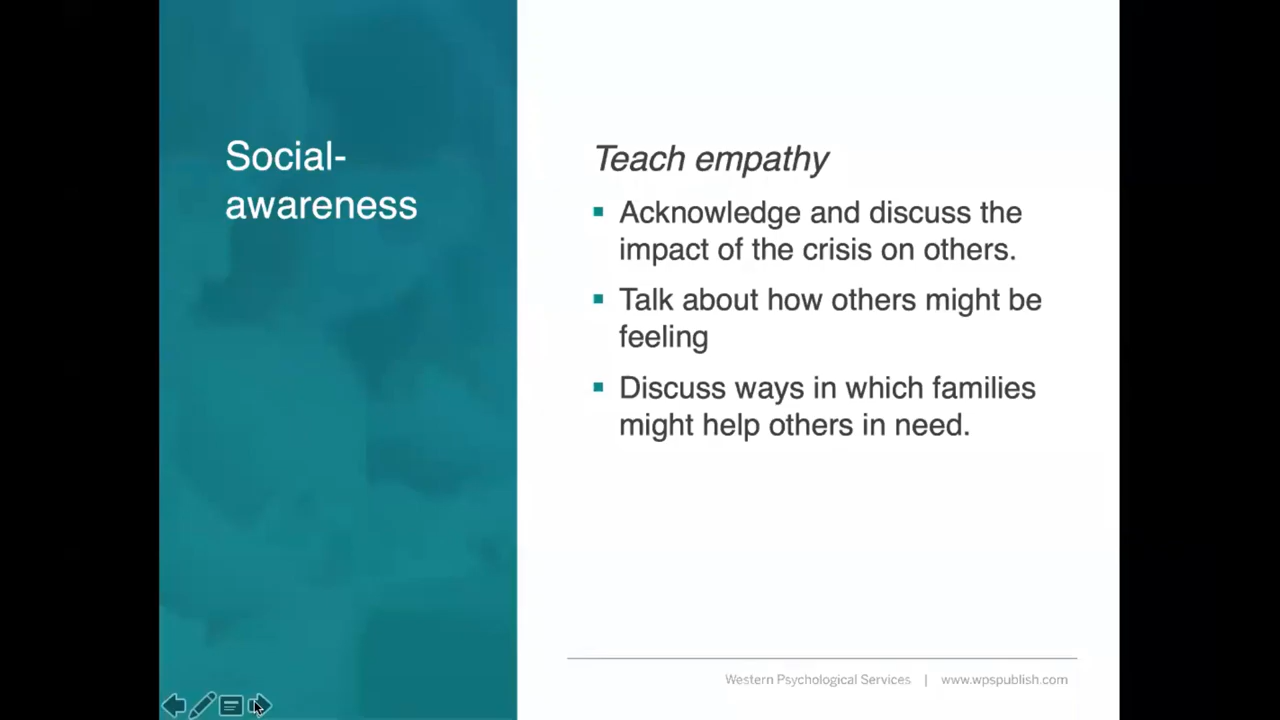 Social-
awareness
Teach empathy
Acknowledge and discuss the
impact of the crisis on others.
Talk about how others might be
feeling
Discuss ways in which families
might help others in need.
Western Psychological Services | www.wpspublish.com